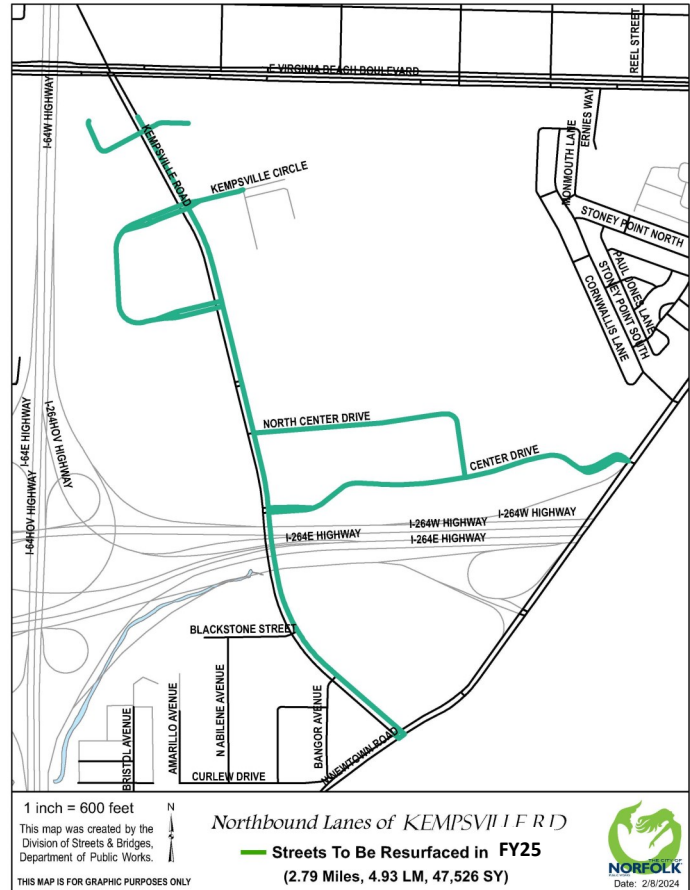 E VIRGINIA BEACH BOULEVARD
REEL STREET
I-64W HIGHWAY
ERNIES WAY
KEMPSVILLE ROAD
MONMOUTH LANE
KEMPSVILLE CIRCLE
STONEY POINT NORTH
PAUL JONES LANE
STONEY POINT SOUTH
CORNWALLIS LANE
I-64E HIGHWAY
I-264HOV HIGHWAY
NORTH CENTER DRIVE
CENTER DRIVE
I-64HOV HIGHWAY
I-264W HIGHWAY
I-264W HIGHWAY
I-264E HIGHWAY
I-264E HIGHWAY
BLACKSTONE STREET
BRISTOL AVENUE
AMARILLO AVENUE
N ABILENE AVENUE
BANGOR AVENUE
N NEWTOWN ROAD
CURLEW DRIVE
1 inch = 600 feet
N
This map was created by the
Division of Streets & Bridges,
Department of Public Works.
THIS MAP IS FOR GRAPHIC PURPOSES ONLY
Northbound Lanes of KEMPSVILLE RD
Streets To Be Resurfaced in FY25
(2.79 Miles, 4.93 LM, 47,526 SY)
THE CITY OF
NORFOLK
Date: 2/8/2024